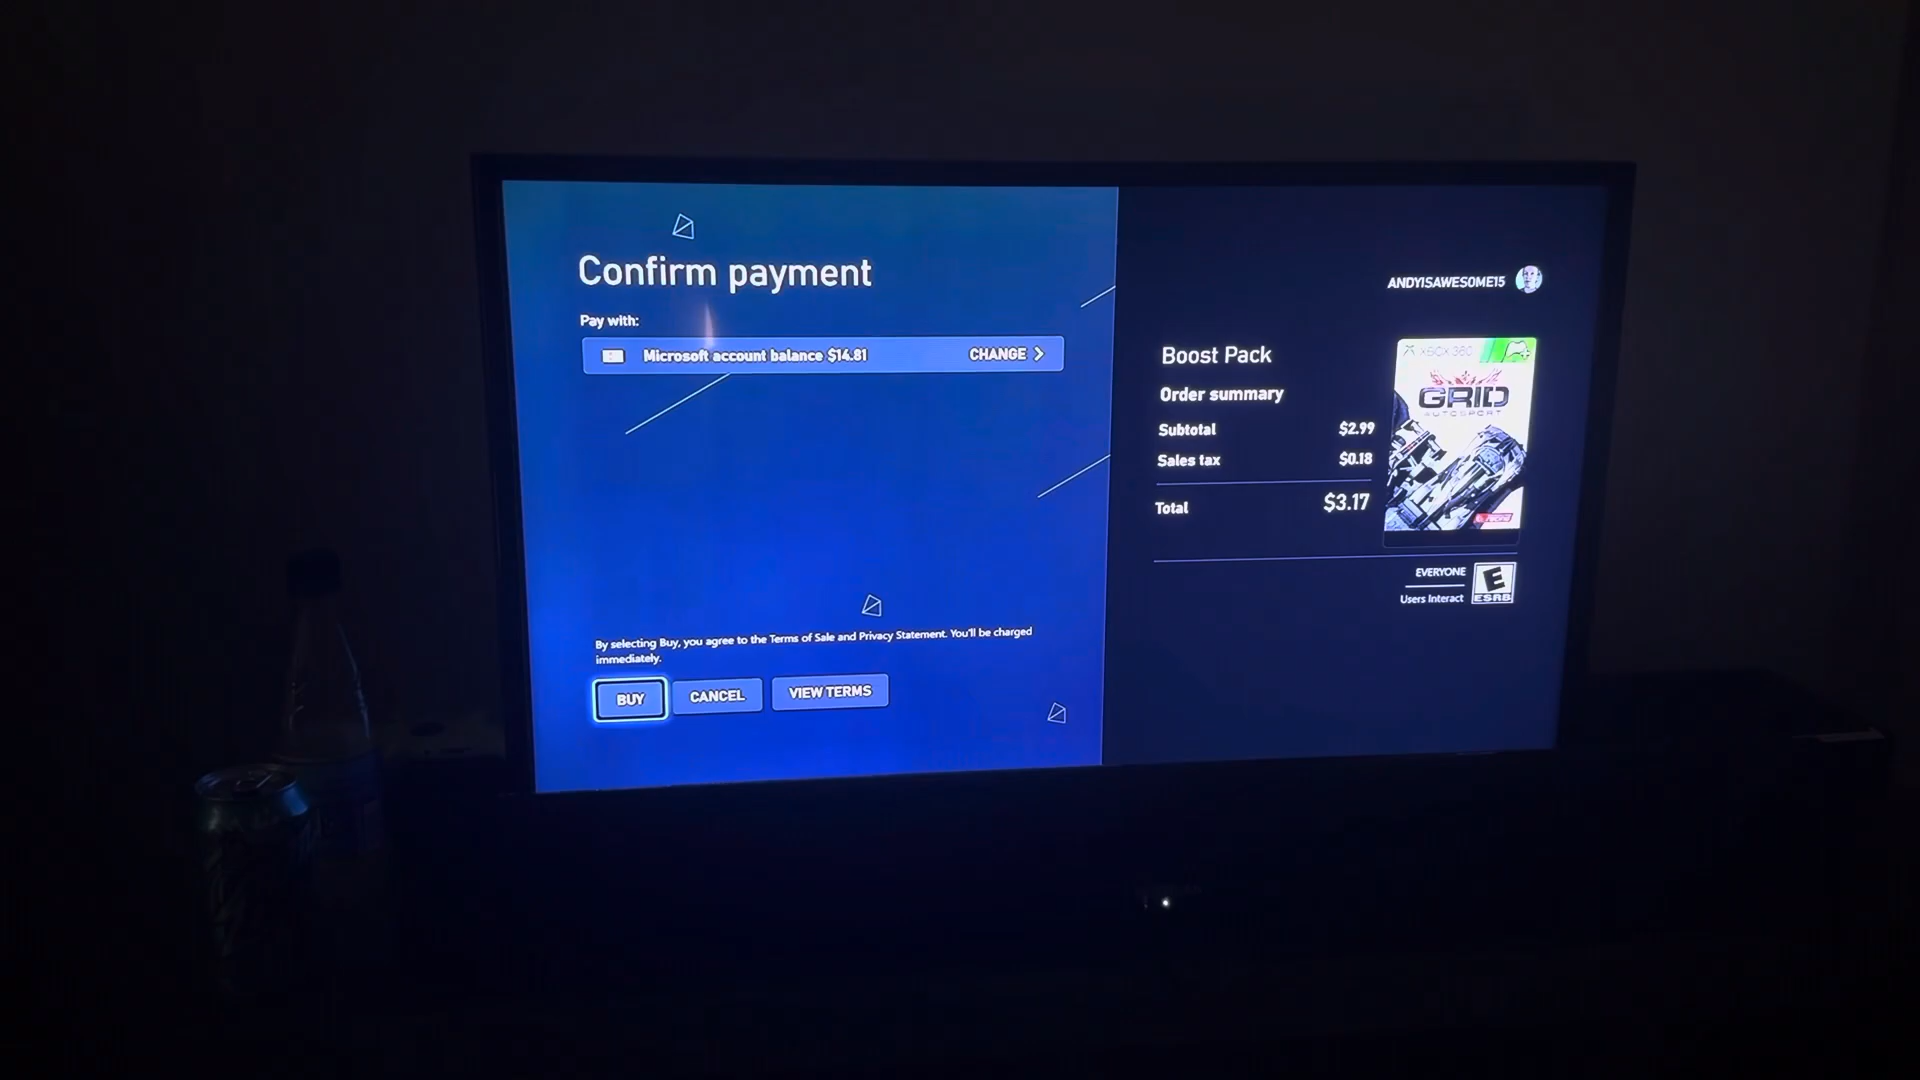 Confirm payment
Pay with:
Microsoft account balance $14.81 CHANGE
By selecting Buy, you agree to the Terms of Sale and Privacy Statement. You'll be charged
immediately.
BUY CANCEL VIEW TERMS
ANDYISAWESOME15
Boost Pack
Order summary
Subtotal $2.99
Sales tax $0.18
Total $3.17
XBOX 360
GRID
AUTOSPORT
EVERYONE
Users Interact
E
ESRB